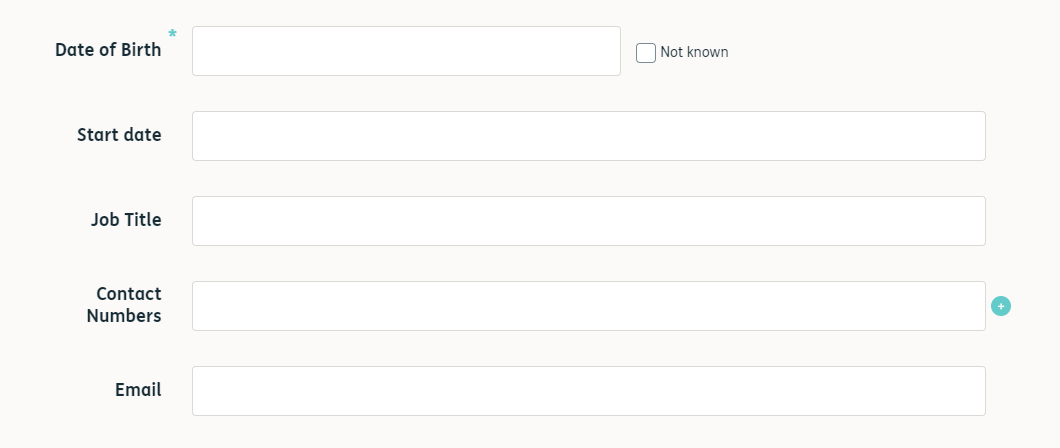 Date of Birth *
Not known
Start date
Job Title
Contact
Numbers
+
Email